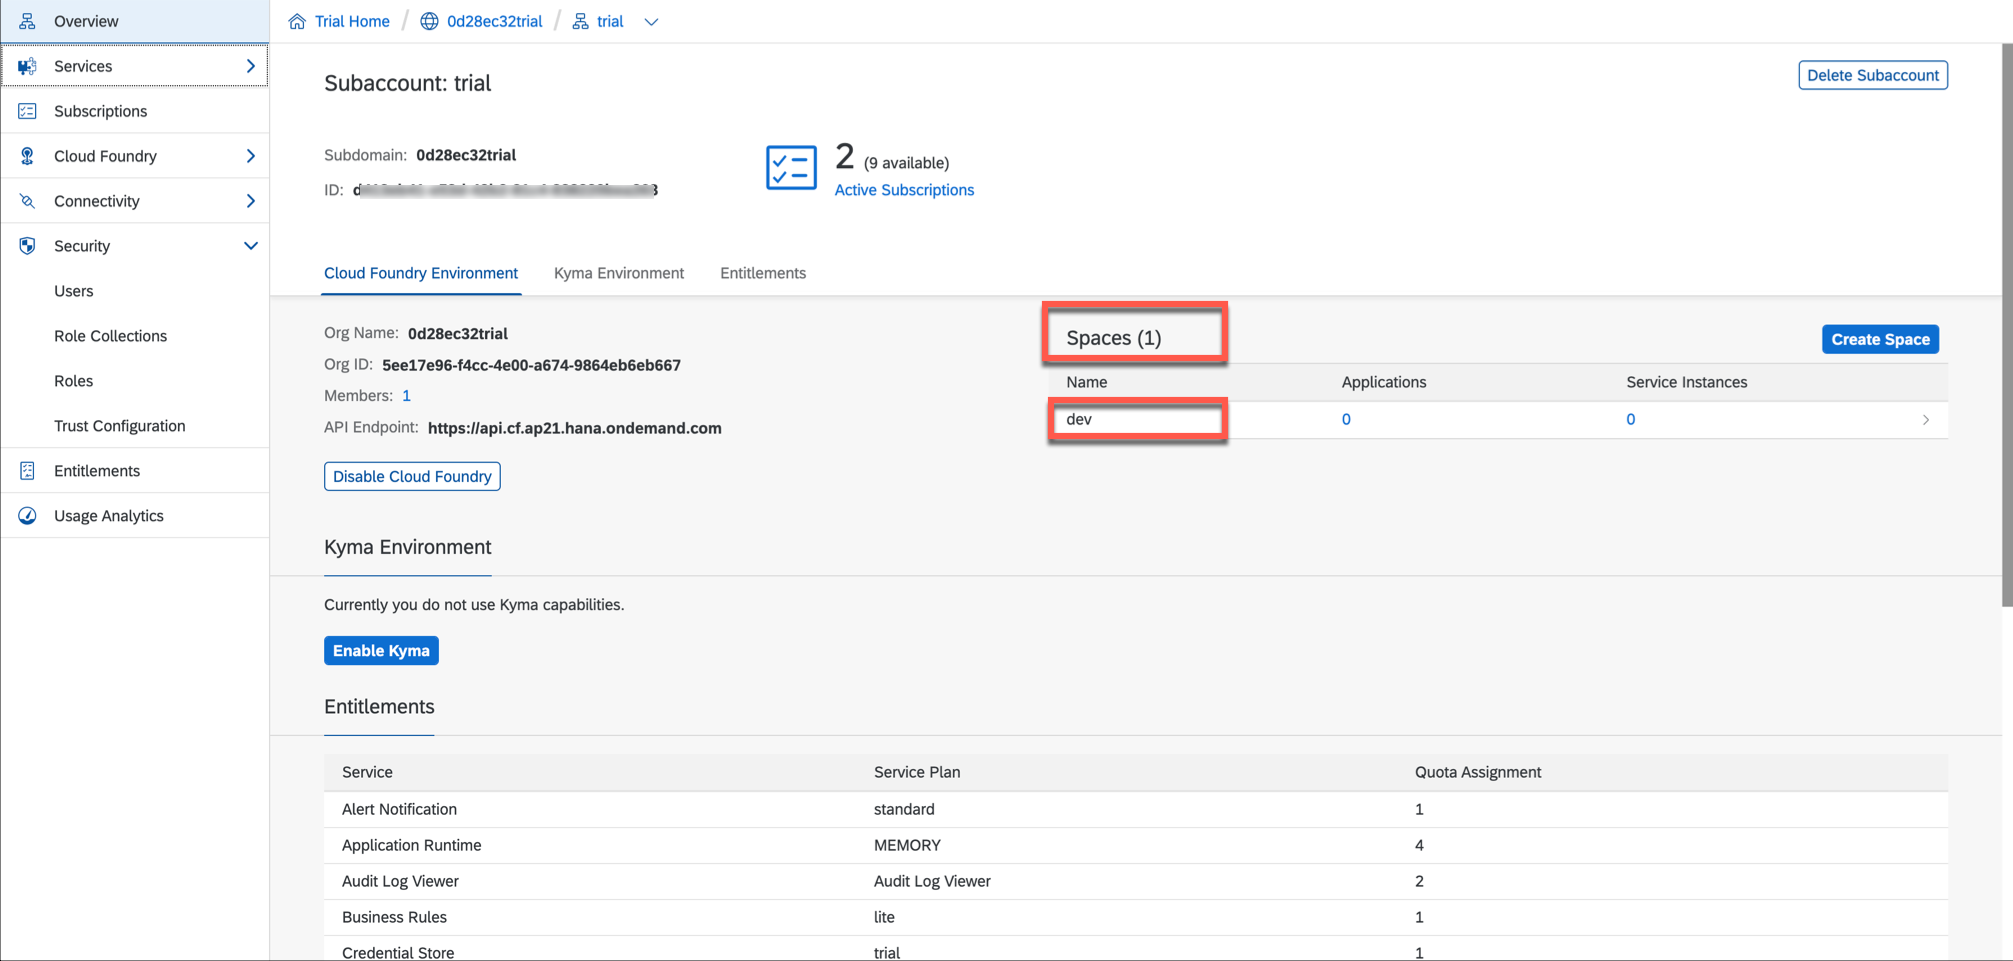 Overview
Services
Subscriptions
Cloud Foundry
Connectivity
Security
Users
Role Collections
Roles
Trust Configuration
Entitlements
Usage Analytics
Trial Home / 0d28ec32trial / trial
Subaccount: trial
Delete Subaccount
Subdomain: 0d28ec32trial
ID:
2 (9 available)
Active Subscriptions
Cloud Foundry Environment Kyma Environment Entitlements
Org Name: 0d28ec32trial
Org ID: 5ee17e96-f4cc-4e00-a674-9864eb6eb667
Members: 1
API Endpoint: https://api.cf.ap21.hana.ondemand.com
Disable Cloud Foundry
Spaces (1)
Create Space
Name Applications Service Instances
dev 0 0
Kyma Environment
Currently you do not use Kyma capabilities.
Enable Kyma
Entitlements
Service Service Plan Quota Assignment
Alert Notification standard 1
Application Runtime MEMORY 4
Audit Log Viewer Audit Log Viewer 2
Business Rules lite 1
Credential Store trial 1